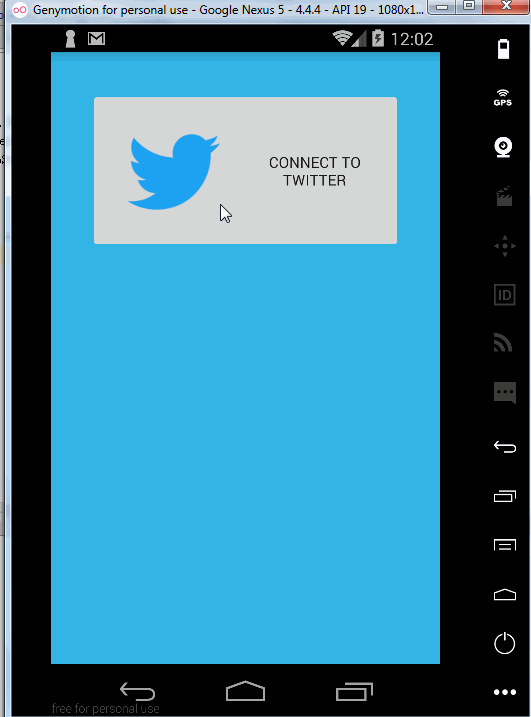 Genymotion for personal use - Google Nexus 5 - 4.4.4 - API 19 - 1080x1...
12:02
GPS
CONNECT TO
TWITTER
ID
free for personal use